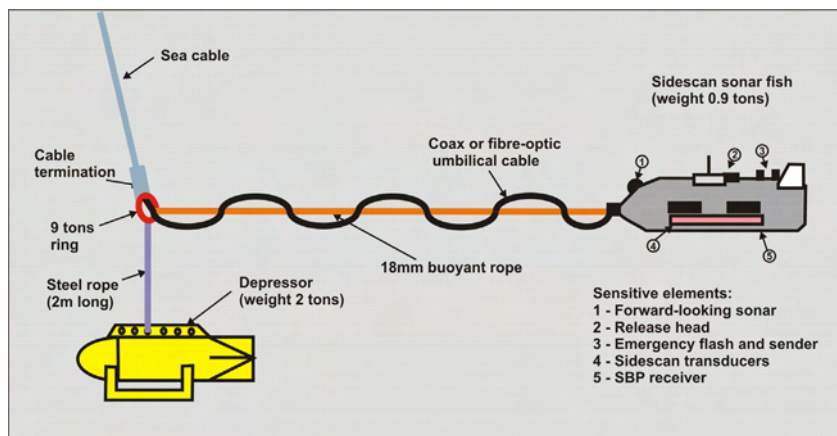 Sea cable
Sidescan sonar fish
(weight 0.9 tons)
Cable
termination
Coax or fibre-optic
umbilical cable
1
2
3
9 tons
ring
18mm buoyant rope
4
5
Steel rope
(2m long)
Depressor
(weight 2 tons)
Sensitive elements:
1 - Forward-looking sonar
2 - Release head
3 - Emergency flash and sender
4 - Sidescan transducers
5 - SBP receiver